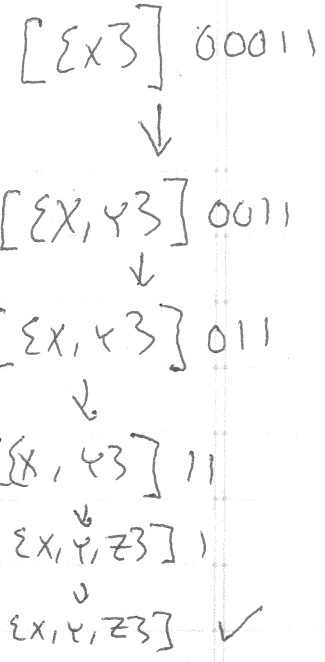 [{x}] 00011
↓
[{X,Y}] 0011
↓
[{X,Y}] 011
↓
[{X,Y}] 11
↓
{X,Y,Z}] 1
↓
{X,Y,Z}] ✓